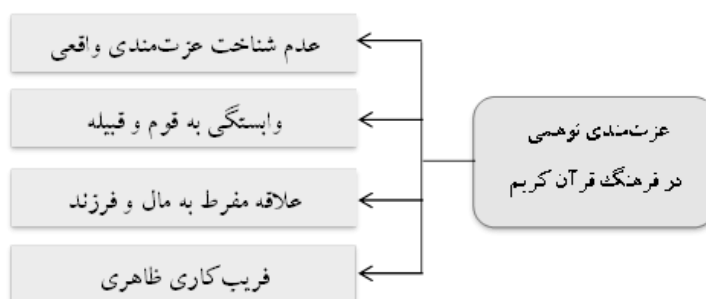 عزت‌مندی توهمی
در فرهنگ قرآن کریم
عدم شناخت عزت‌مندی واقعی
وابستگی به قوم و قبیله
علاقه مفرط به مال و فرزند
فریب‌کاری ظاهری